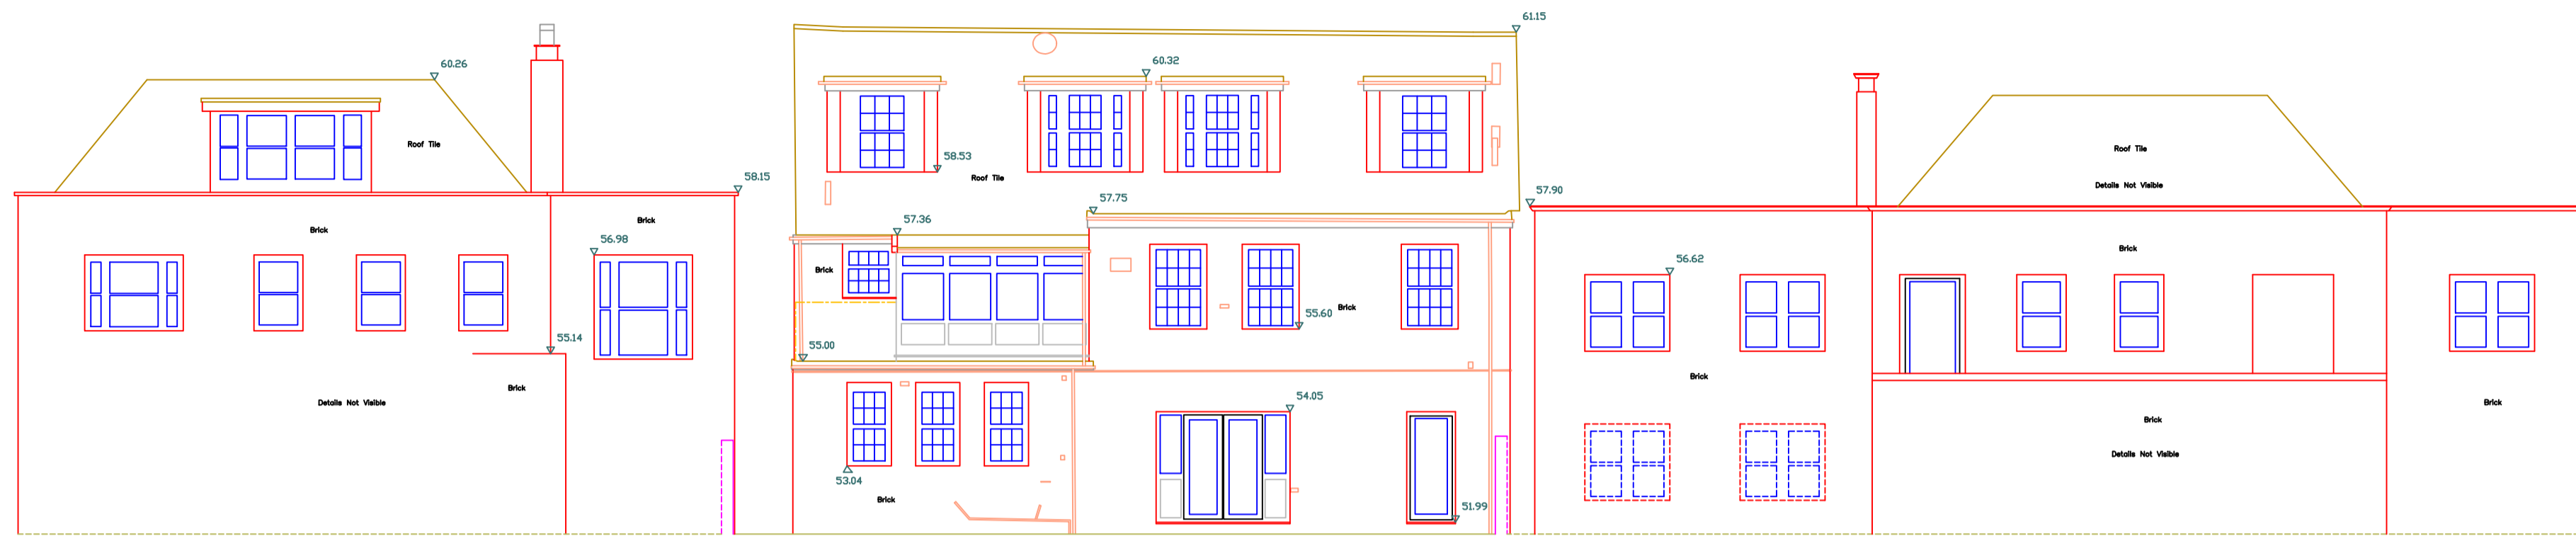 61.15
60.26
60.32
Roof Tile
Roof Tile
58.53
58.15
Roof Tile
Details Not Visible
57.90
57.75
57.36
Brick
Brick
56.98
Brick
56.62
Brick
Brick
55.60
55.14
55.00
Brick
Brick
54.05
Details Not Visible
Brick
Brick
Details Not Visible
53.04
Brick
51.99